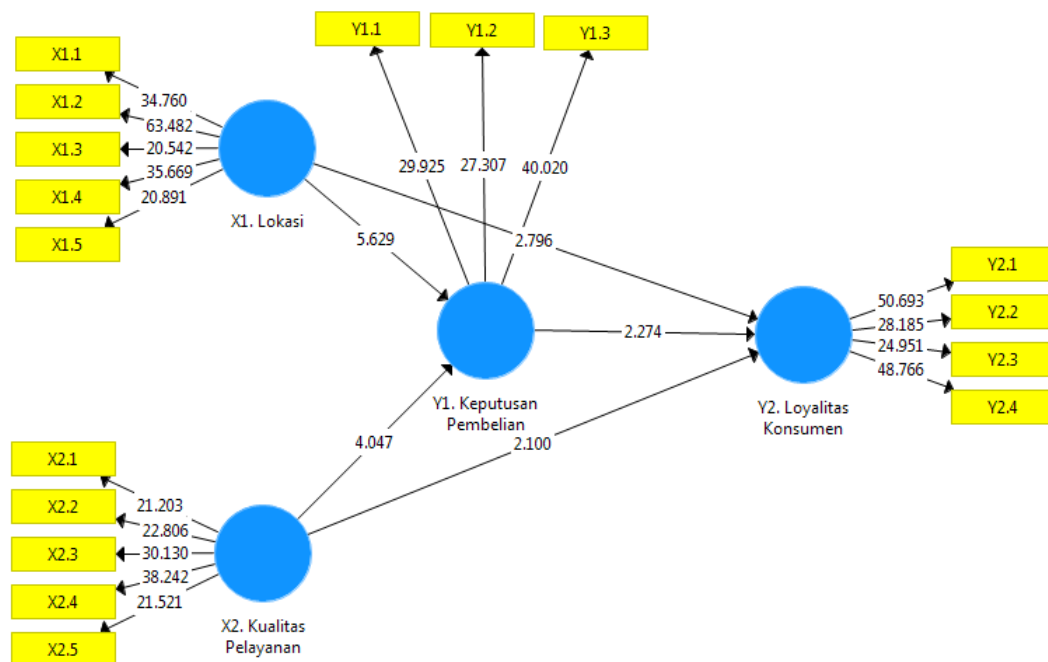 X1.1
X1.2
X1.3
X1.4
X1.5
34.760
63.482
20.542
35.669
20.891
X1. Lokasi
Y1.1
Y1.2
Y1.3
29.925
27.307
40.020
5.629
2.796
Y1. Keputusan
Pembelian
2.274
4.047
2.100
Y2. Loyalitas
Konsumen
50.693
28.185
24.951
48.766
Y2.1
Y2.2
Y2.3
Y2.4
X2.1
X2.2
X2.3
X2.4
X2.5
21.203
22.806
30.130
38.242
21.521
X2. Kualitas
Pelayanan